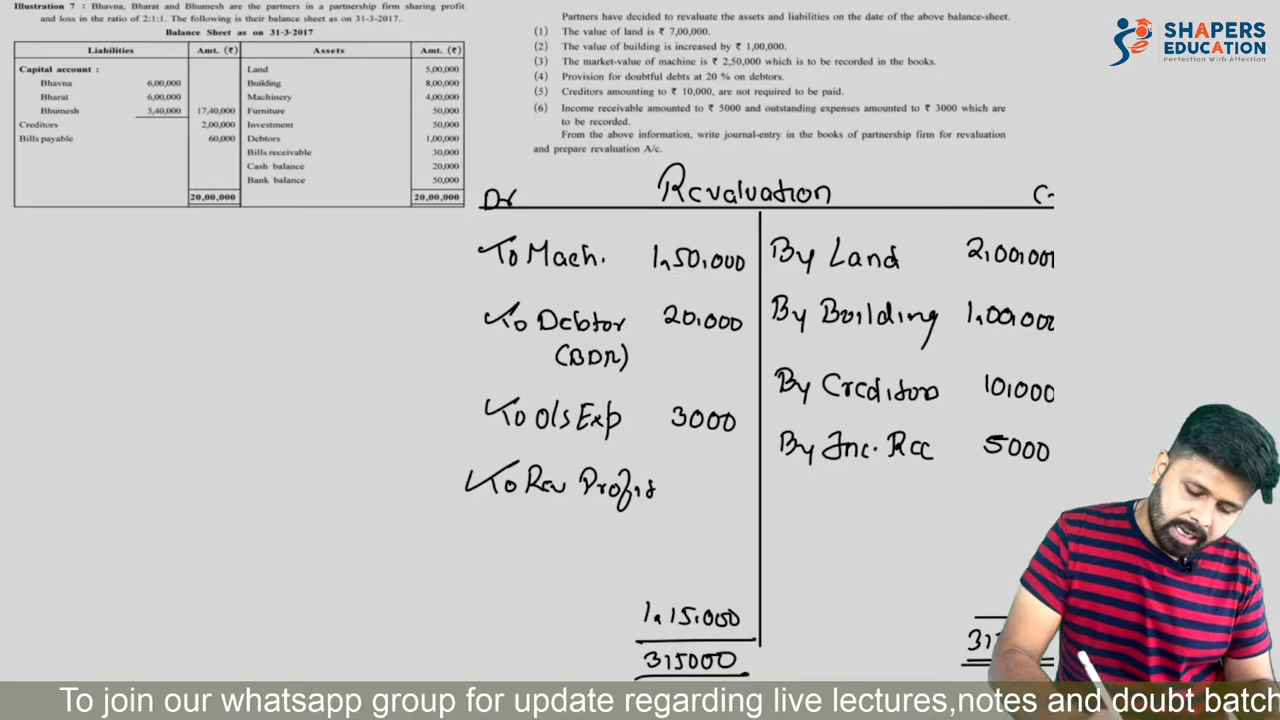 Illustration 7 : Bhavna, Bharat and Bhumesh are the partners in a partnership firm sharing profit
and loss in the ratio of 2:1:1. The following is their balance sheet as on 31-3-2017.
Balance Sheet as on 31-3-2017
Liabilities Amt. (₹) Assets Amt. (₹)
Capital account : Land 5,00,000
Bhavna 6,00,000 Building 8,00,000
Bharat 6,00,000 Machinery 4,00,000
Bhumesh 5,40,000 17,40,000 Furniture 50,000
Creditors 2,00,000 Investment 50,000
Bills payable 60,000 Debtors 1,00,000
Bills receivable 30,000
Cash balance 20,000
Bank balance 50,000
20,00,000 20,00,000
Partners have decided to revaluate the assets and liabilities on the date of the above balance-sheet.
(1) The value of land is ₹ 7,00,000.
(2) The value of building is increased by ₹ 1,00,000.
(3) The market-value of machine is ₹ 2,50,000 which is to be recorded in the books.
(4) Provision for doubtful debts at 20 % on debtors.
(5) Creditors amounting to ₹ 10,000, are not required to be paid.
(6) Income receivable amounted to ₹ 5000 and outstanding expenses amounted to ₹ 3000 which are
to be recorded.
From the above information, write journal-entry in the books of partnership firm for revaluation
and prepare revaluation A/c.
SHAPERS
EDUCATION
Perfection With Affection
Dr Revaluation
To Mach. 1,50,000 By Land 2,00,000
To Debtor 20,000 By Building 1,00,000
(BDR)
By Creditors 10,000
To O/s Exp 3000 By Inc. Rec 5000
To Rev Profit
1,15,000
315000
To join our whatsapp group for update regarding live lectures,notes and doubt batch